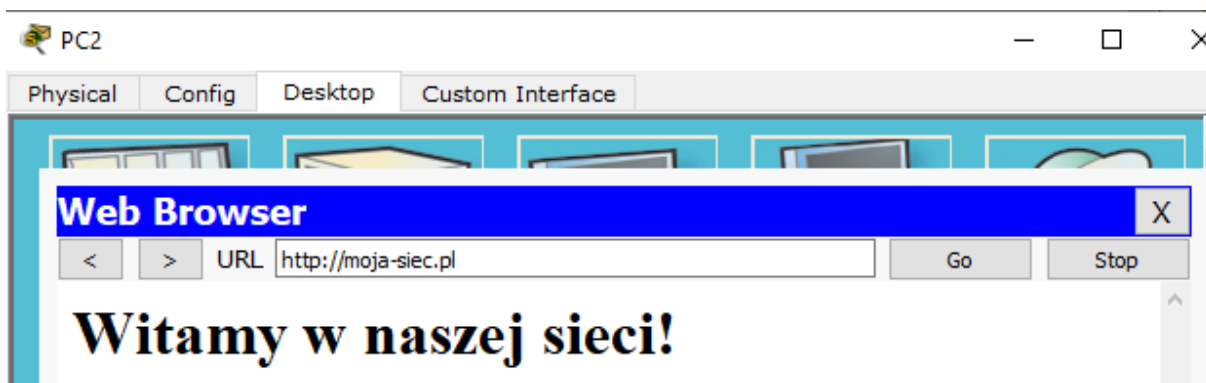 PC2
Physical Config Desktop Custom Interface
Web Browser X
< > URL http://moja-siec.pl Go Stop
Witamy w naszej sieci!